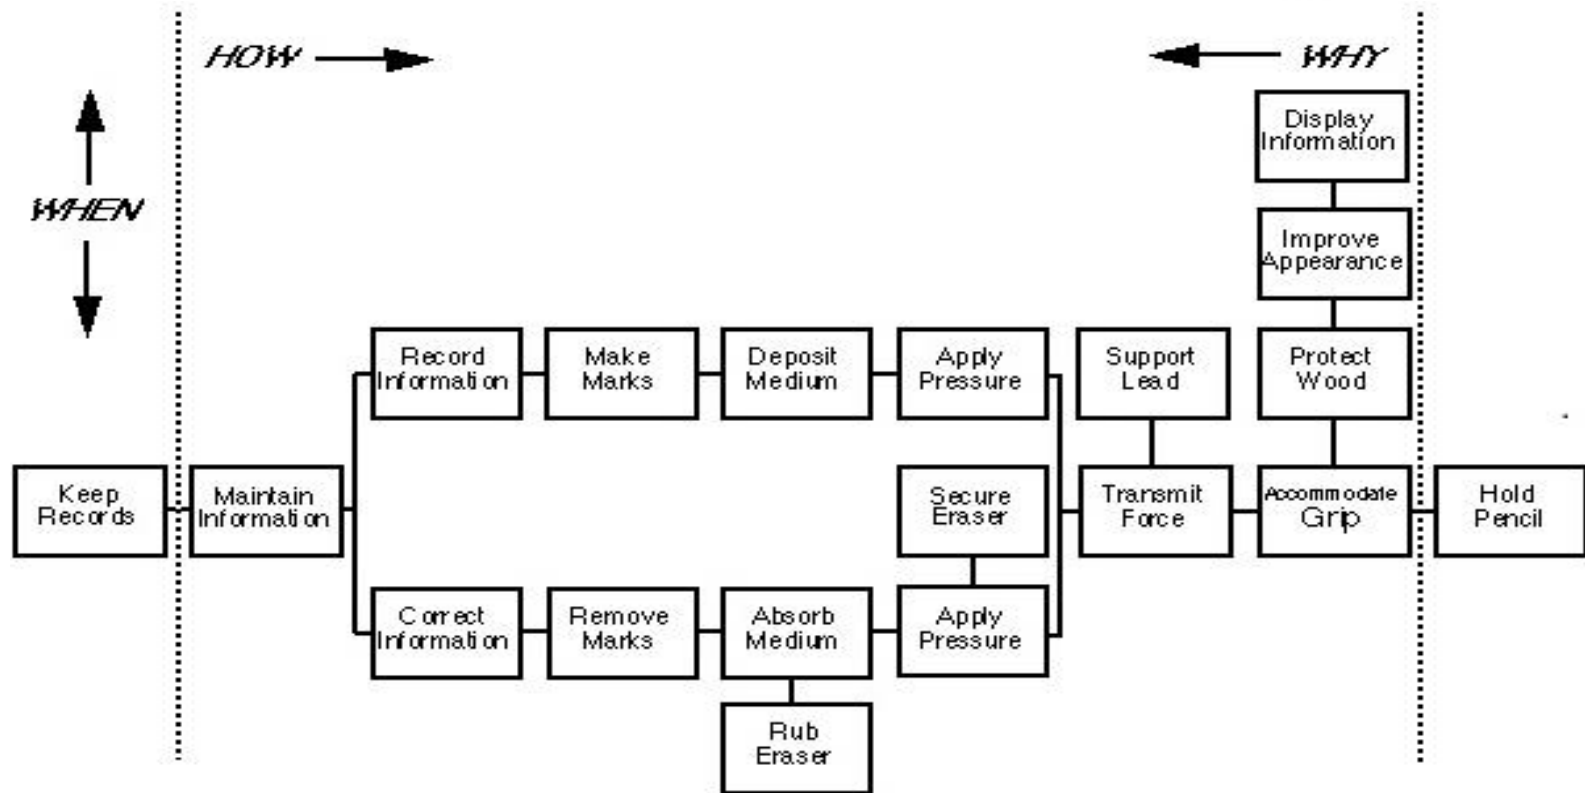 HOW
WHY
WHEN
Display
Information
Improve
Appearance
Record
Information
Make
Marks
Deposit
Medium
Apply
Pressure
Support
Lead
Protect
Wood
Keep
Records
Maintain
Information
Secure
Eraser
Transmit
Force
Accommodate
Grip
Hold
Pencil
Correct
Information
Remove
Marks
Absorb
Medium
Apply
Pressure
Rub
Eraser